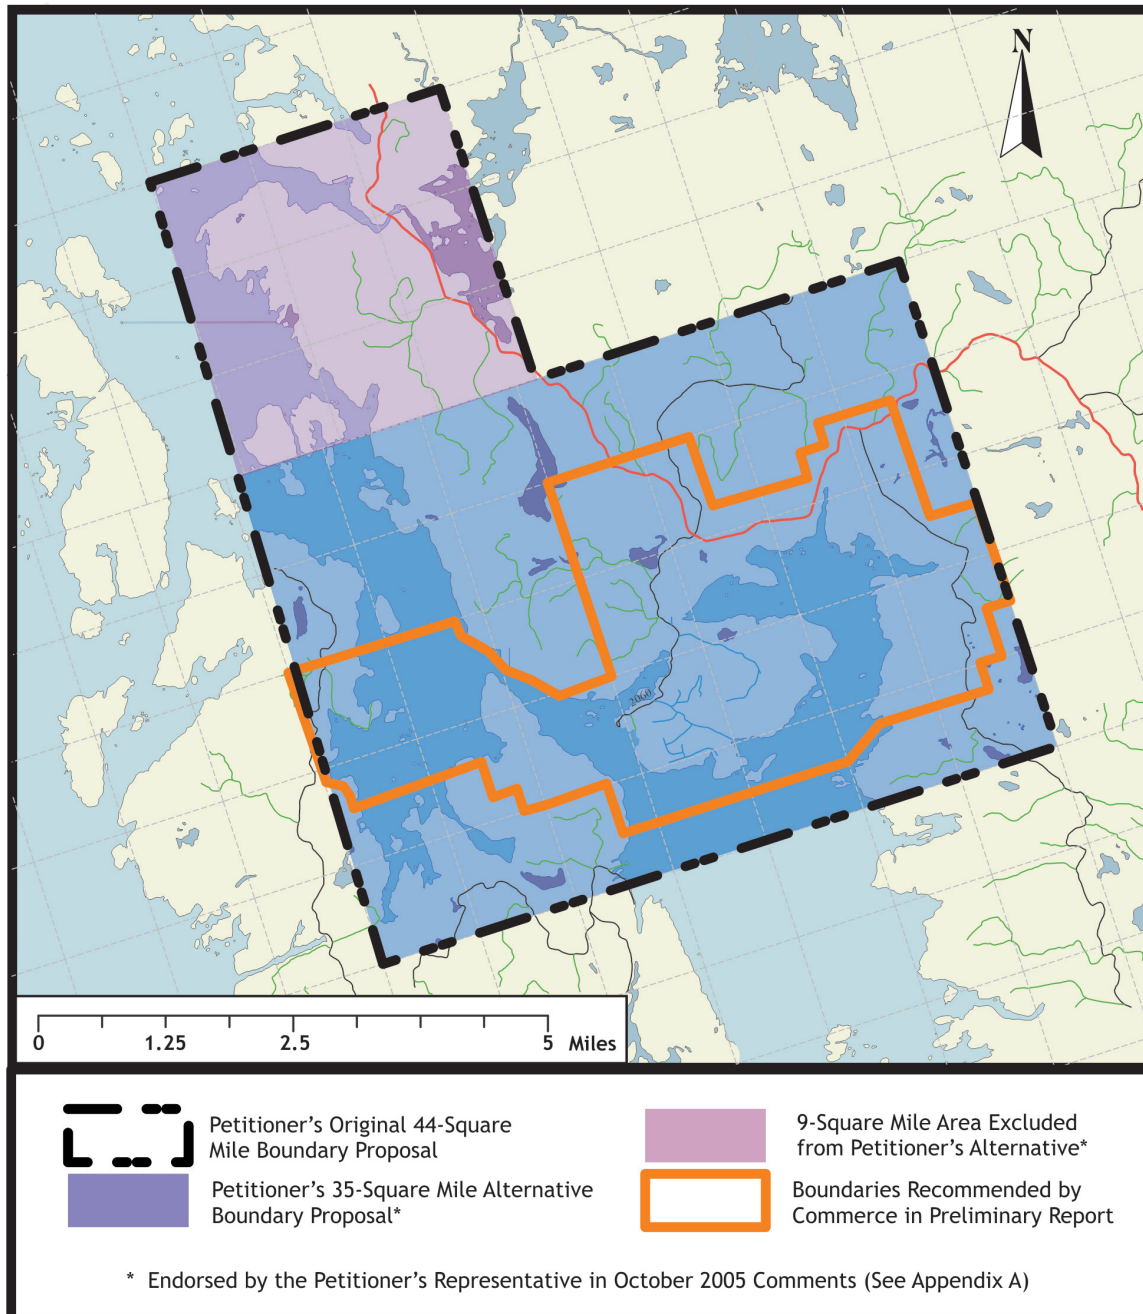 N
2060
0 1.25 2.5 5 Miles
Petitioner's Original 44-Square
Mile Boundary Proposal
9-Square Mile Area Excluded
from Petitioner's Alternative*
Petitioner's 35-Square Mile Alternative
Boundary Proposal*
Boundaries Recommended by
Commerce in Preliminary Report
* Endorsed by the Petitioner's Representative in October 2005 Comments (See Appendix A)